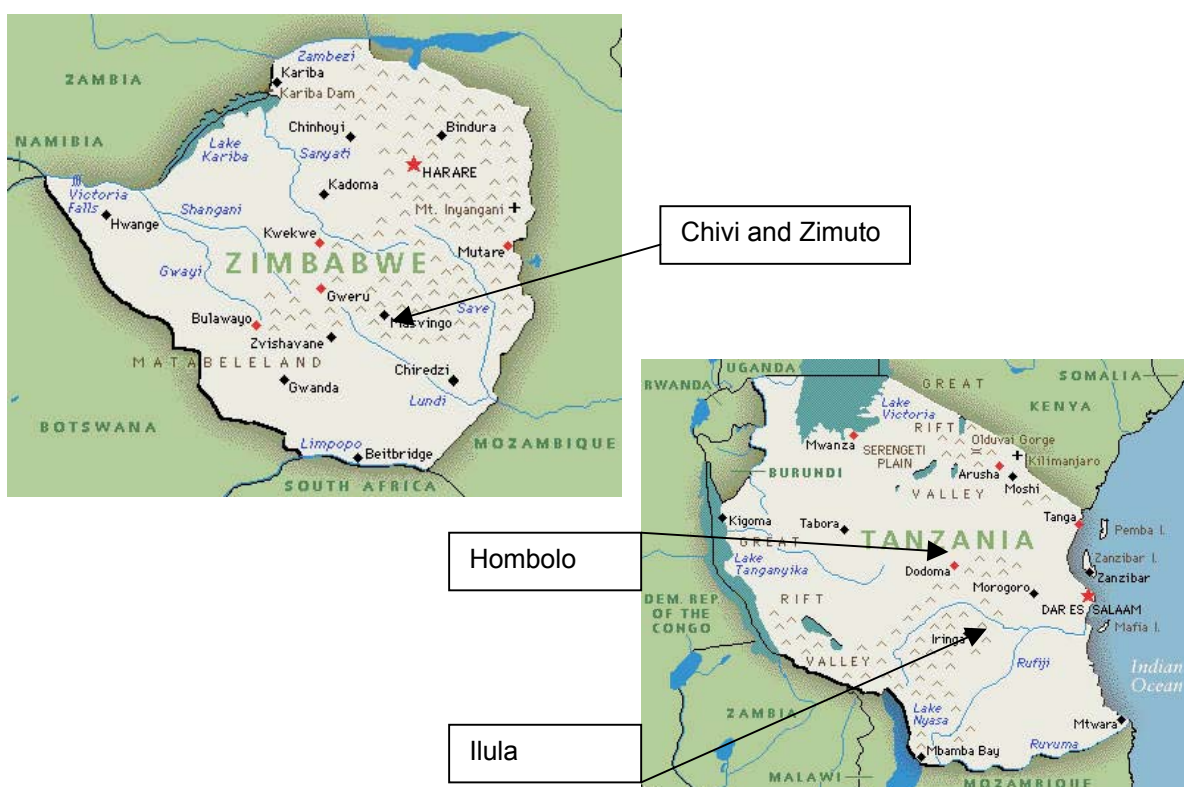 Zambezi
Kariba
ZAMBIA
Kariba Dam
Chinhoyi
Bindura
Lake
Kariba
Sanyati
NAMIBIA
HARARE
Victoria
Falls
Kadoma
Shangani
Mt. Inyangani
Hwange
Kwekwe
Mutare
ZIMBABWE
Gwayi
Gweru
Save
Bulawayo
Masvingo
Zvishavane
MATABELELAND
Chiredzi
Gwanda
Lundi
BOTSWANA
Limpopo
MOZAMBIQUE
Beitbridge
SOUTH AFRICA
Chivi and Zimuto
UGANDA
SOMALIA
RWANDA
GREAT
Lake
Victoria
KENYA
RIFT
Mwanza
Olduvai Gorge
SERENGETI
PLAIN
Kilimanjaro
BURUNDI
Arusha
Moshi
VALLEY
Kigoma
Tabora
Tanga
Pemba I.
GREAT
TANZANIA
Lake
Tanganyika
Zanzibar I.
Dodoma
Zanzibar
Morogoro
DEM. REP.
OF THE
CONGO
RIFT
DAR ES SALAAM
Mafia I.
Iringa
VALLEY
Rufiji
Indian
Ocean
ZAMBIA
Lake
Nyasa
Mtwara
Mbamba Bay
Ruvuma
MALAWI
MOZAMBIQUE
Hombolo
Ilula